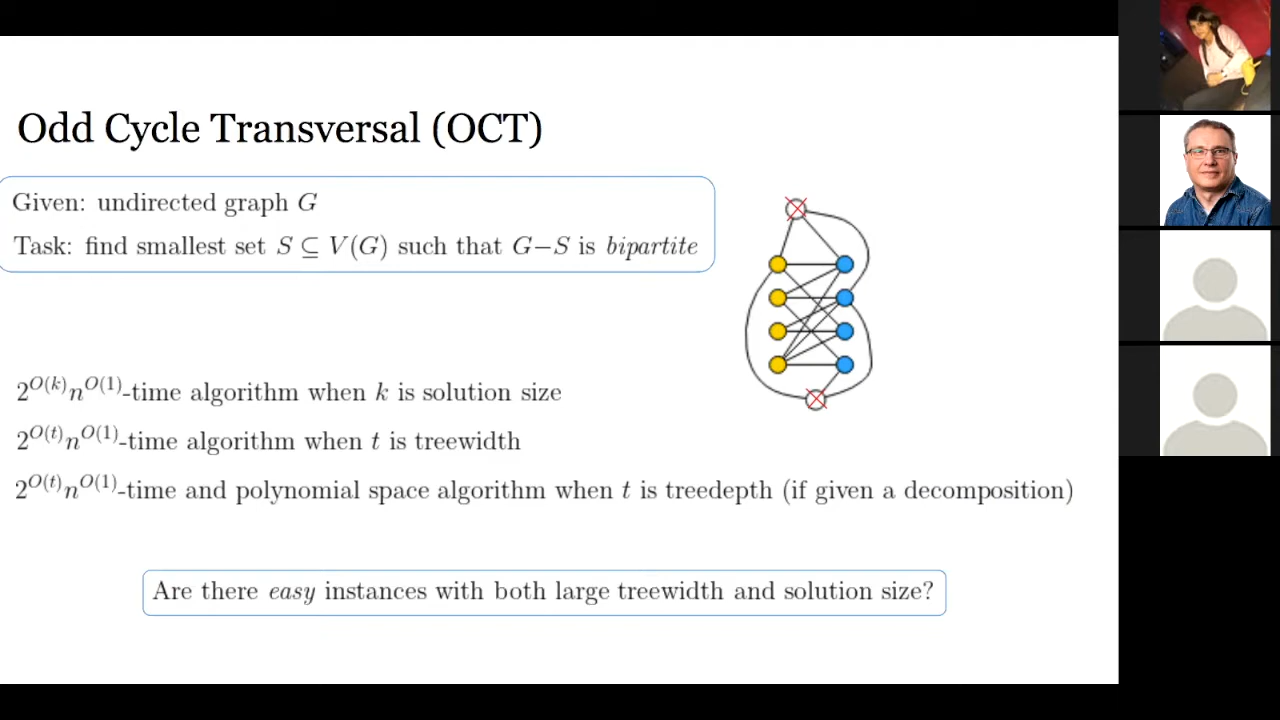 Odd Cycle Transversal (OCT)
Given: undirected graph G
Task: find smallest set S ⊆ V(G) such that G−S is bipartite
2^{O(k)}n^{O(1)}-time algorithm when k is solution size
2^{O(t)}n^{O(1)}-time algorithm when t is treewidth
2^{O(t)}n^{O(1)}-time and polynomial space algorithm when t is treedepth (if given a decomposition)
Are there easy instances with both large treewidth and solution size?